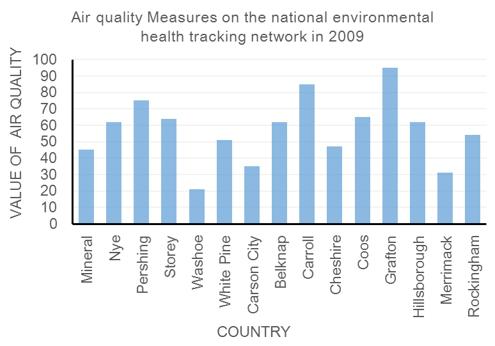 Air quality Measures on the national environmental
health tracking network in 2009
VALUE OF AIR QUALITY
100
90
80
70
60
50
40
30
20
10
0
Mineral
Nye
Pershing
Storey
Washoe
White Pine
Carson City
Belknap
Carroll
Cheshire
Coos
Grafton
Hillsborough
Merrimack
Rockingham
COUNTRY